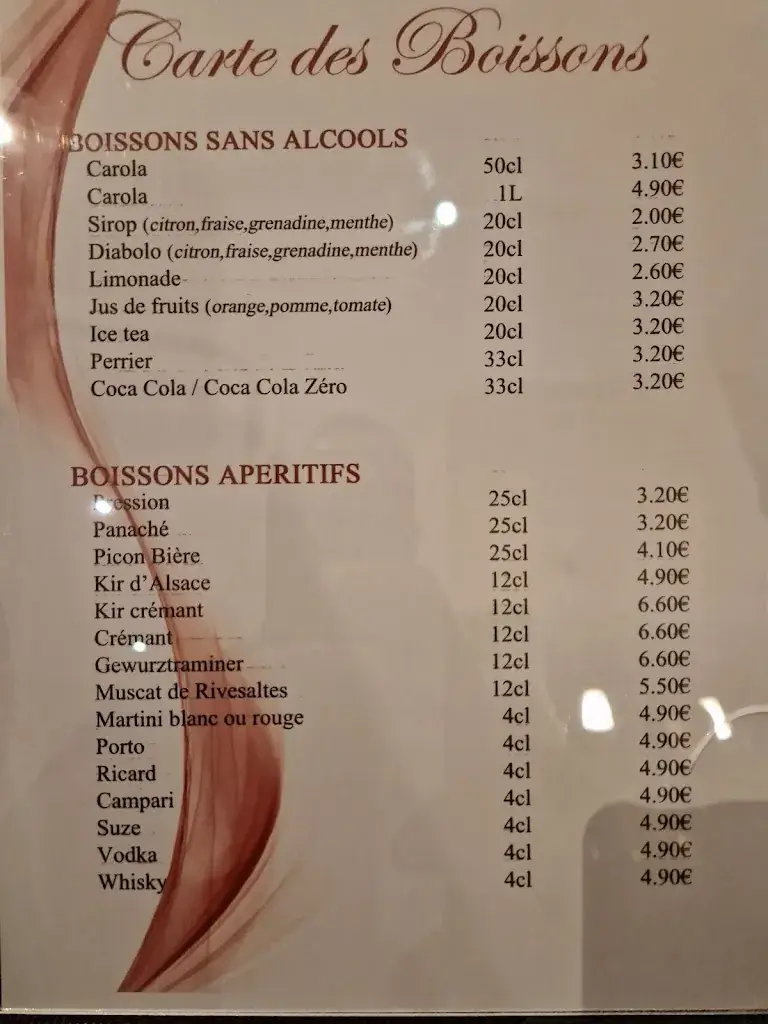 Carte des Boissons
BOISSONS SANS ALCOOLS
Carola 50cl 3.10€
Carola 1L 4.90€
Sirop (citron,fraise,grenadine,menthe) 20cl 2.00€
Diabolo (citron,fraise,grenadine,menthe) 20cl 2.70€
Limonade 20cl 2.60€
Jus de fruits (orange,pomme,tomate) 20cl 3.20€
Ice tea 20cl 3.20€
Perrier 33cl 3.20€
Coca Cola / Coca Cola Zéro 33cl 3.20€
BOISSONS APERITIFS
Pression 25cl 3.20€
Panaché 25cl 3.20€
Picon Bière 25cl 4.10€
Kir d'Alsace 12cl 4.90€
Kir crémant 12cl 6.60€
Crémant 12cl 6.60€
Gewurztraminer 12cl 6.60€
Muscat de Rivesaltes 12cl 5.50€
Martini blanc ou rouge 4cl 4.90€
Porto 4cl 4.90€
Ricard 4cl 4.90€
Campari 4cl 4.90€
Suze 4cl 4.90€
Vodka 4cl 4.90€
Whisky 4cl 4.90€